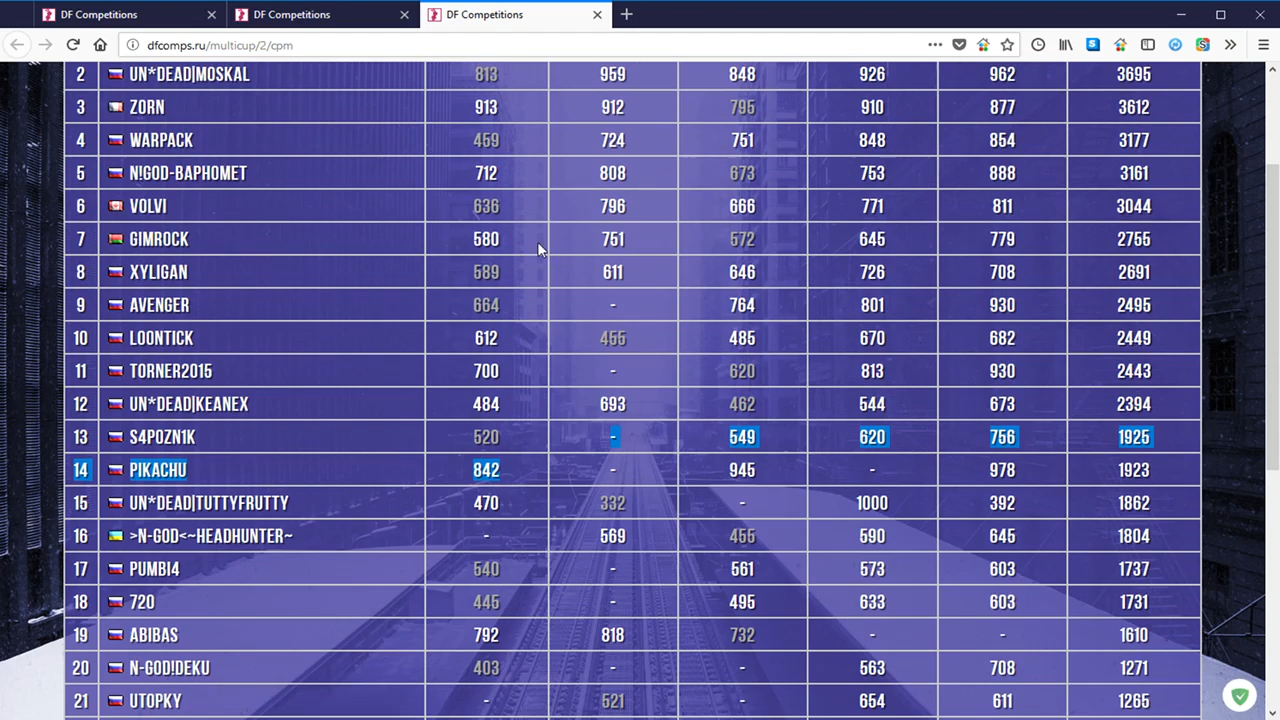 DF Competitions DF Competitions DF Competitions
dfcomps.ru/multicup/2/cpm
2 UN*DEAD|MOSKAL 813 959 848 926 962 3695
3 ZORN 913 912 795 910 877 3612
4 WARPACK 459 724 751 848 854 3177
5 N!GOD-BAPHOMET 712 808 673 753 888 3161
6 VOLVI 636 796 666 771 811 3044
7 GIMROCK 580 751 572 645 779 2755
8 XYLIGAN 589 611 646 726 708 2691
9 AVENGER 664 - 764 801 930 2495
10 LOONTICK 612 455 485 670 682 2449
11 TORNER2015 700 - 620 813 930 2443
12 UN*DEAD|KEANEX 484 693 462 544 673 2394
13 S4P0ZN1K 520 - 549 620 756 1925
14 PIKACHU 842 - 945 - 978 1923
15 UN*DEAD|TUTTYFRUTTY 470 332 - 1000 392 1862
16 >N-GOD<~HEADHUNTER~ - 569 455 590 645 1804
17 PUMBI4 540 - 561 573 603 1737
18 720 445 - 495 633 603 1731
19 ABIBAS 792 818 732 - - 1610
20 N-GOD!DEKU 403 - - 563 708 1271
21 UTOPKY - 521 - 654 611 1265